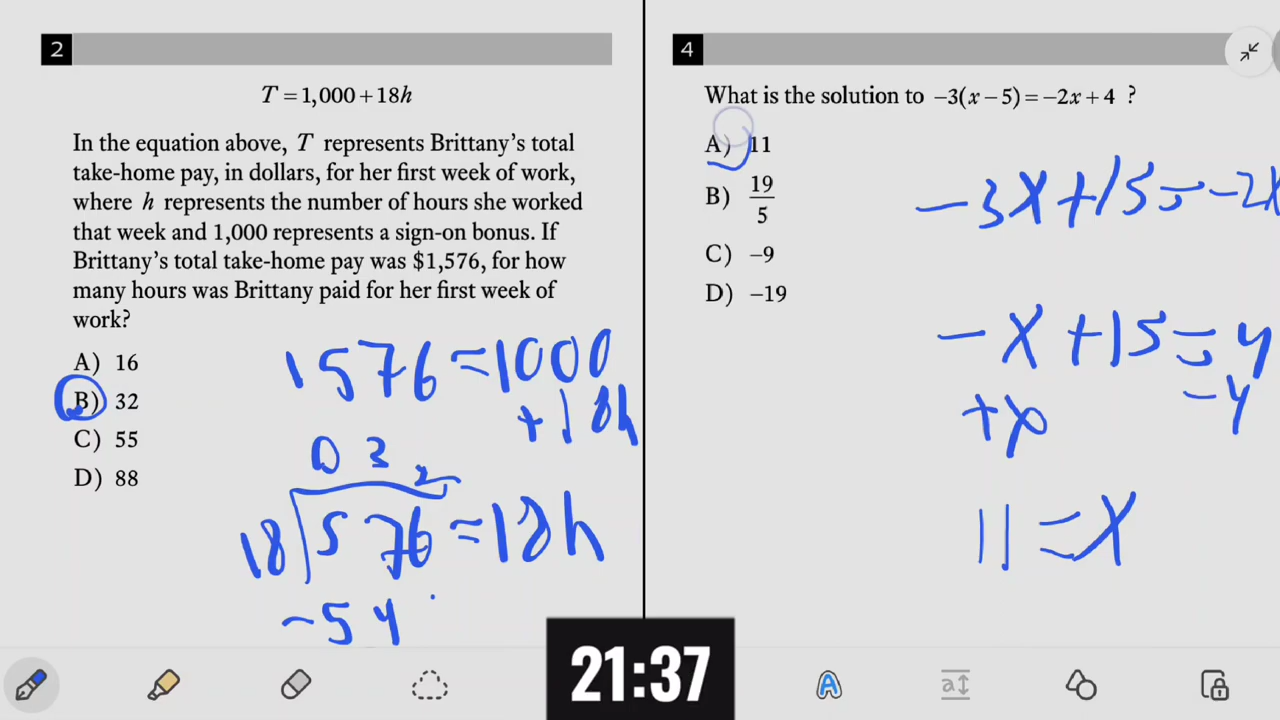 2
T = 1,000 + 18h
In the equation above, T represents Brittany's total
take-home pay, in dollars, for her first week of work,
where h represents the number of hours she worked
that week and 1,000 represents a sign-on bonus. If
Brittany's total take-home pay was $1,576, for how
many hours was Brittany paid for her first week of
work?
A) 16
B) 32
C) 55
D) 88
1576 = 1000
+ 18h
032
18 576 = 18h
-54
4
What is the solution to −3(x − 5) = −2x + 4 ?
A) 11
B) 19/5
C) −9
D) −19
-3x+15=-2x
-x+15=4
+x -4
11=x
21:37
A
a